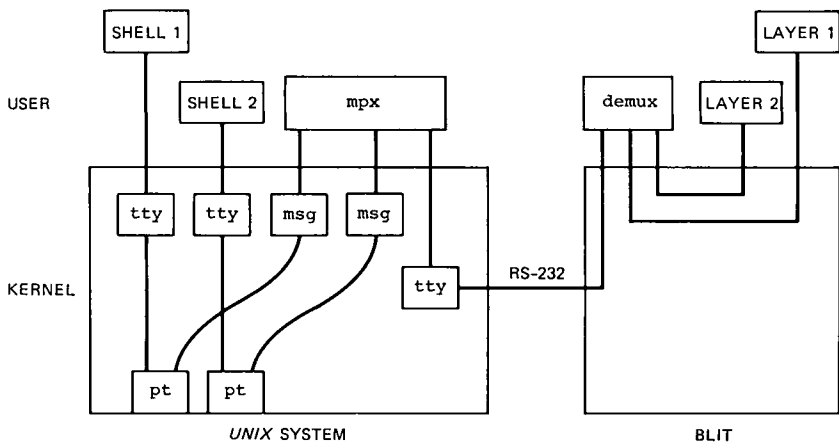 SHELL 1
LAYER 1
USER
SHELL 2
mpx
demux
LAYER 2
tty
tty
msg
msg
KERNEL
tty
RS-232
pt
pt
UNIX SYSTEM
BLIT